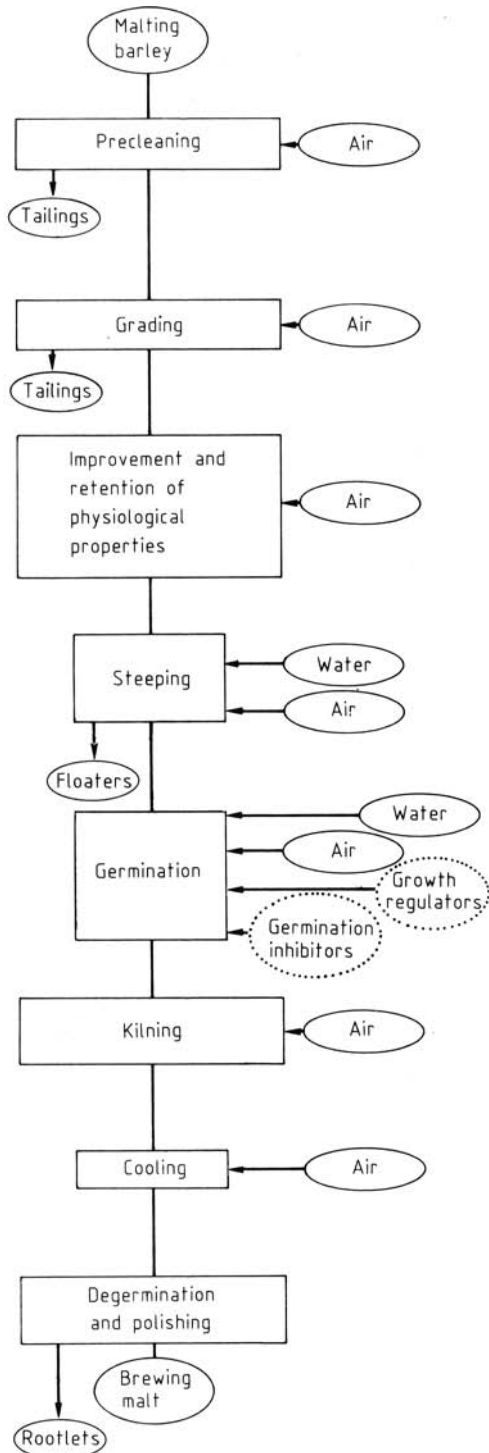 Malting
barley
Precleaning
Air
Tailings
Grading
Air
Tailings
Improvement and
retention of
physiological
properties
Air
Steeping
Water
Air
Floaters
Germination
Water
Air
Growth
regulators
Germination
inhibitors
Kilning
Air
Cooling
Air
Degermination
and polishing
Brewing
malt
Rootlets